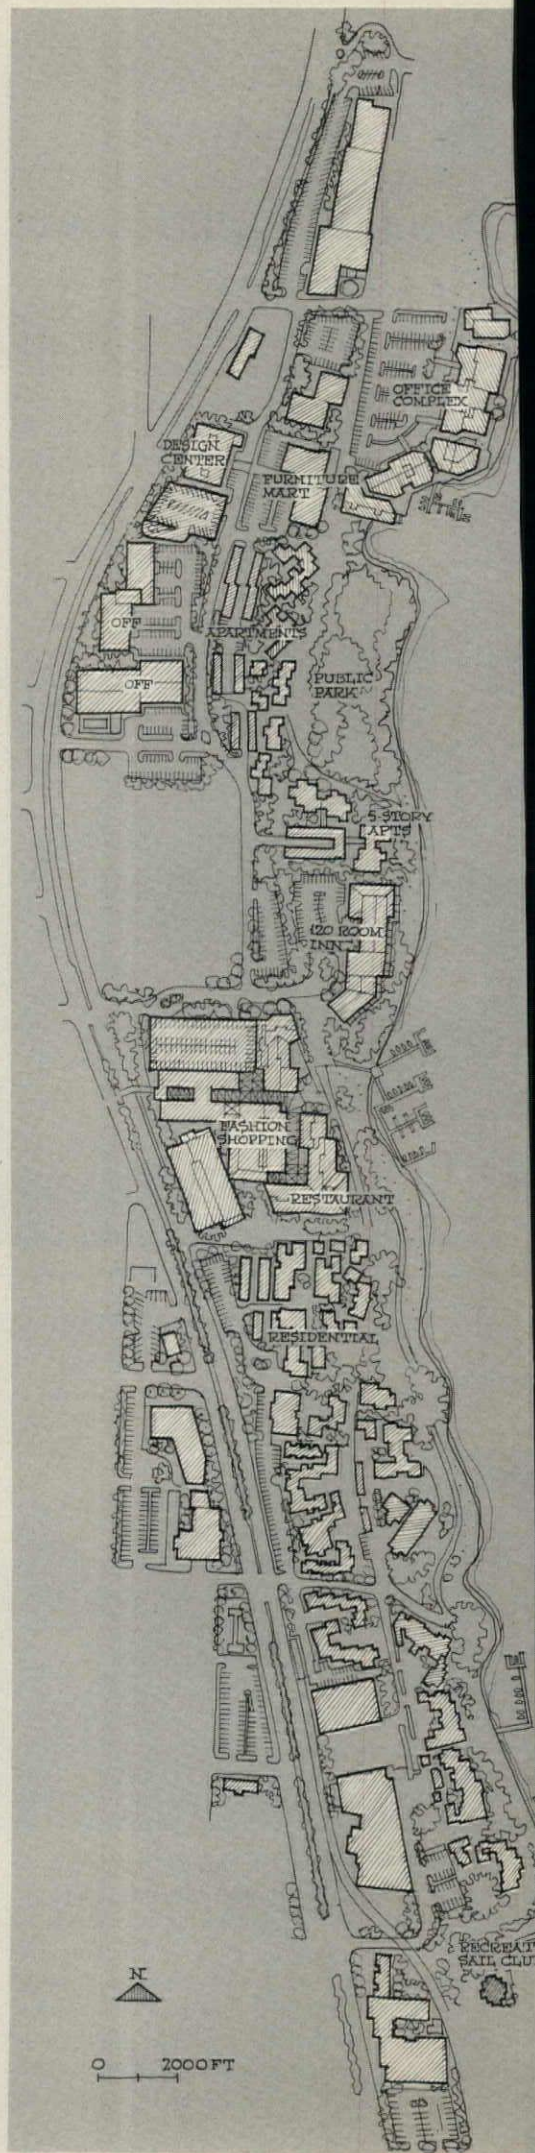 OFFICE
COMPLEX
DESIGN
CENTER
FURNITURE
MART
OFF
APARTMENTS
OFF
PUBLIC
PARK
5-STORY
APTS
120 ROOM
INN
FASHION
SHOPPING
RESTAURANT
RESIDENTIAL
RECREAT
SAIL CLU
N
0 2000 FT